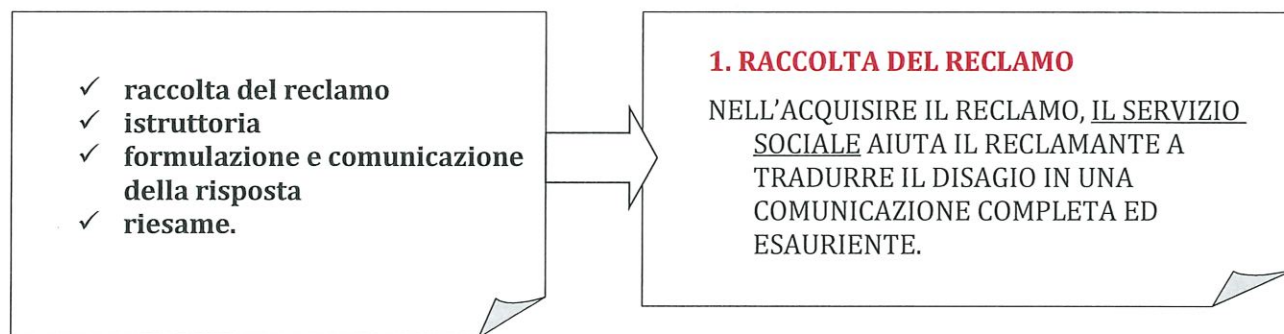 ✓ raccolta del reclamo
✓ istruttoria
✓ formulazione e comunicazione
della risposta
✓ riesame.
1. RACCOLTA DEL RECLAMO
NELL’ACQUISIRE IL RECLAMO, IL SERVIZIO
SOCIALE AIUTA IL RECLAMANTE A
TRADURRE IL DISAGIO IN UNA
COMUNICAZIONE COMPLETA ED
ESAURIENTE.